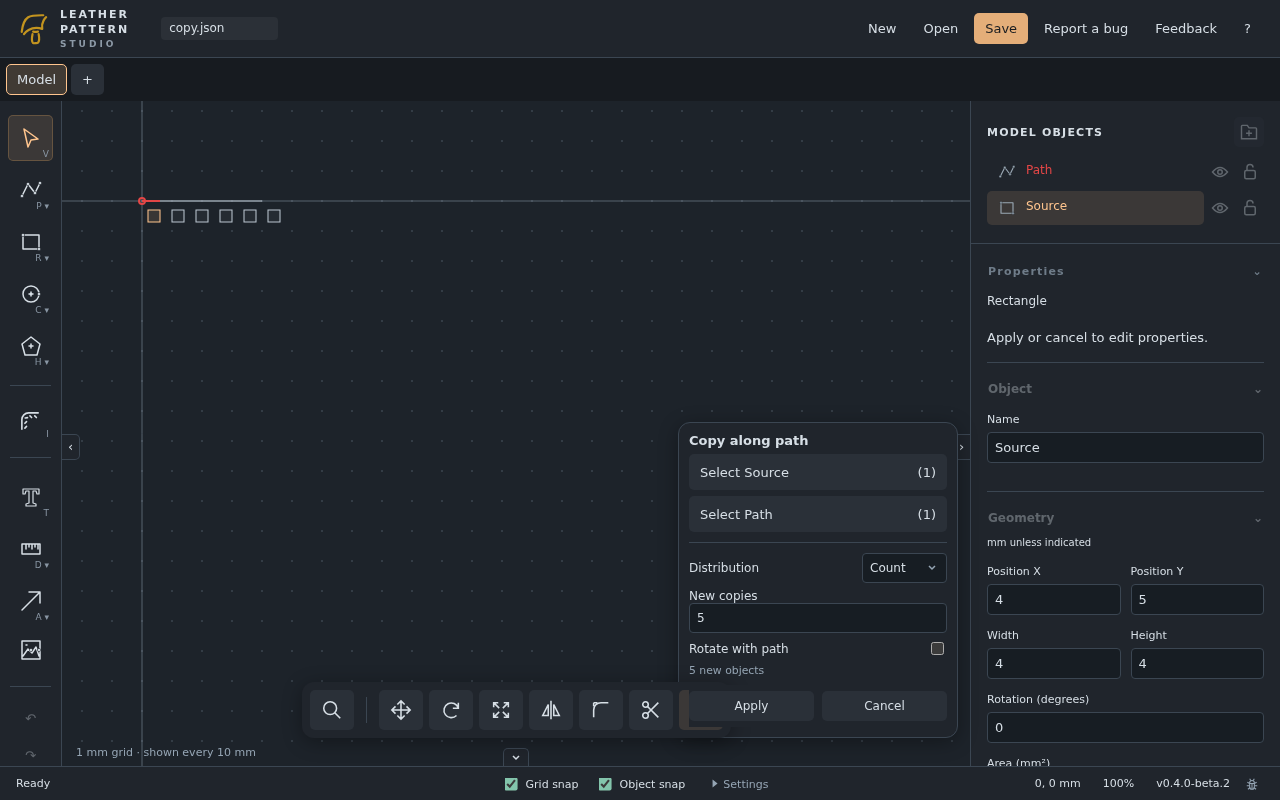 LEATHER
PATTERN
STUDIO
copy.json
New
Open
Save
Report a bug
Feedback
?
Model
+
V
P
R
C
H
I
T
D
A
MODEL OBJECTS
Path
Source
Properties
Rectangle
Apply or cancel to edit properties.
Object
Name
Source
Geometry
mm unless indicated
Position X
Position Y
4
5
Width
Height
4
4
Rotation (degrees)
0
Area (mm²)
Copy along path
Select Source (1)
Select Path (1)
Distribution
Count
New copies
5
Rotate with path
5 new objects
Apply
Cancel
1 mm grid · shown every 10 mm
Ready
Grid snap
Object snap
Settings
0, 0 mm
100%
v0.4.0-beta.2